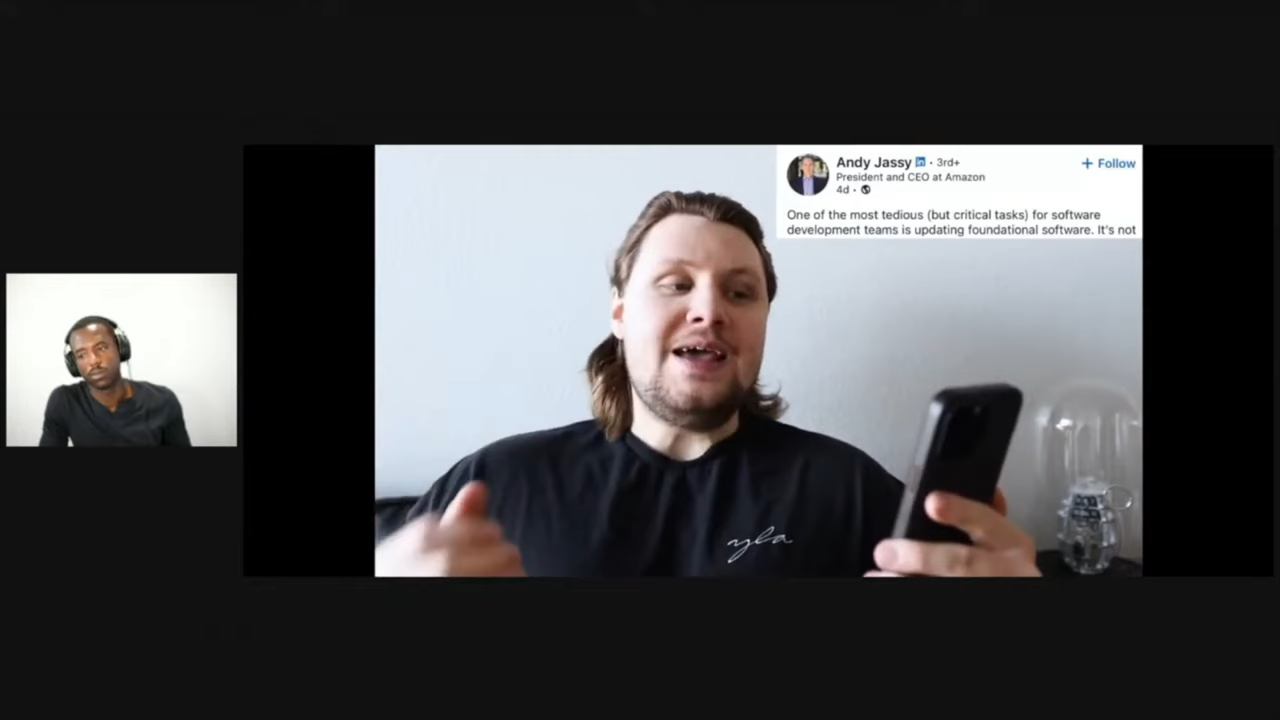 Andy Jassy in · 3rd+
+ Follow
President and CEO at Amazon
4d ·
One of the most tedious (but critical tasks) for software
development teams is updating foundational software. It's not
yla